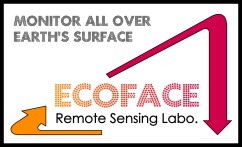 MONITOR ALL OVER
EARTH'S SURFACE
ECOFACE
Remote Sensing Labo.